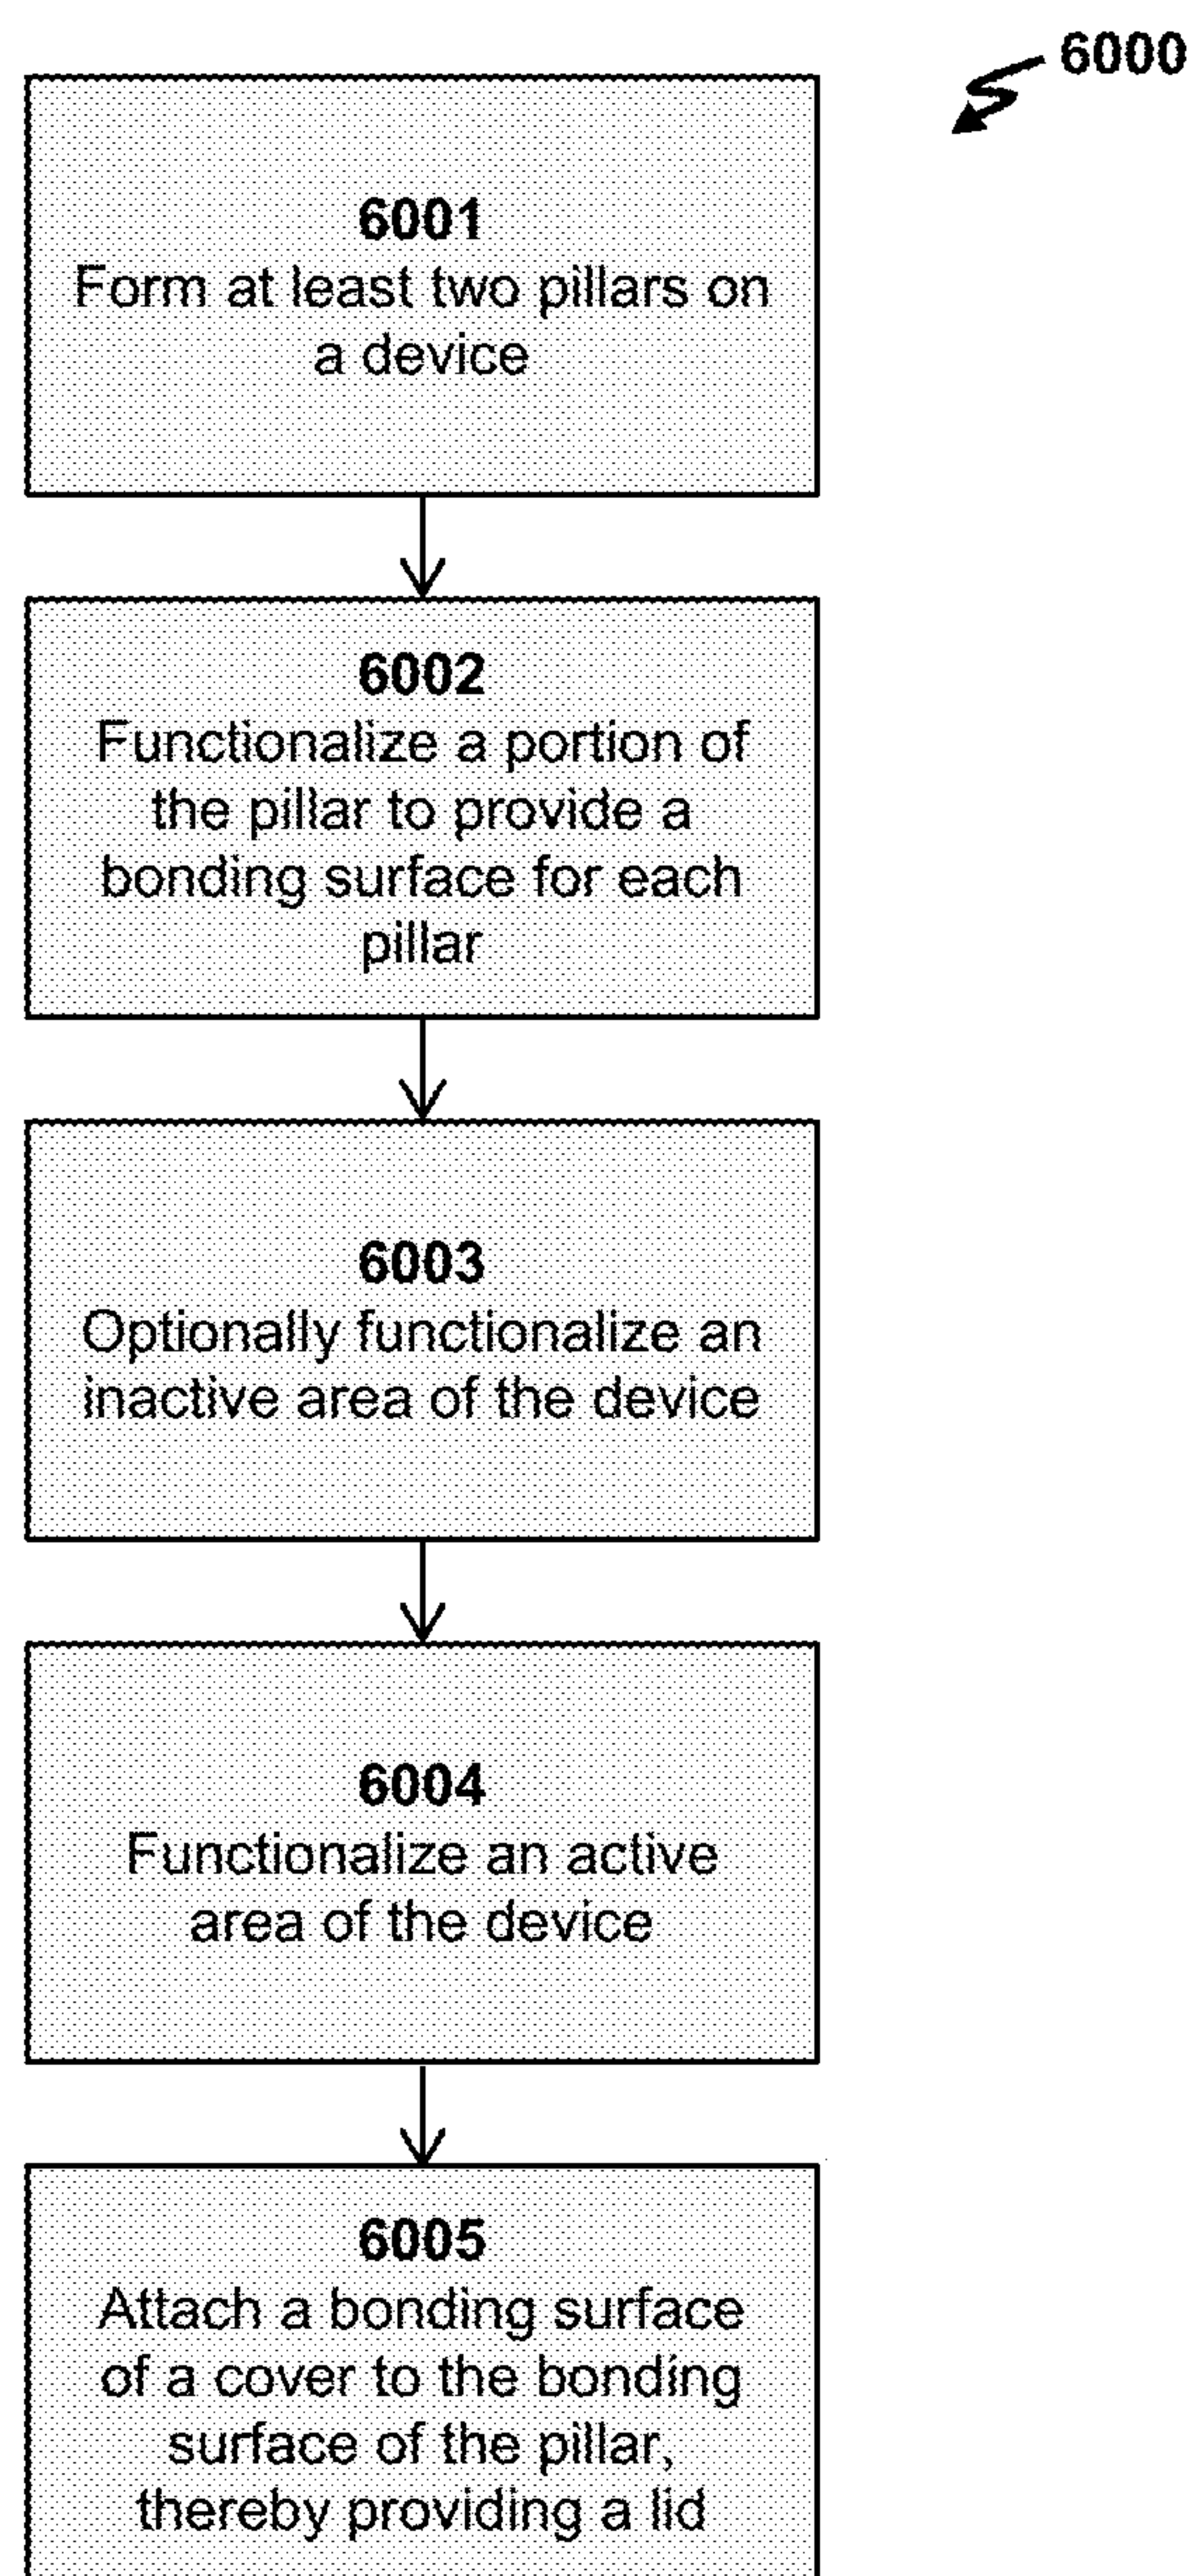 6000
6001
Form at least two pillars on
a device
6002
Functionalize a portion of
the pillar to provide a
bonding surface for each
pillar
6003
Optionally functionalize an
inactive area of the device
6004
Functionalize an active
area of the device
6005
Attach a bonding surface
of a cover to the bonding
surface of the pillar,
thereby providing a lid